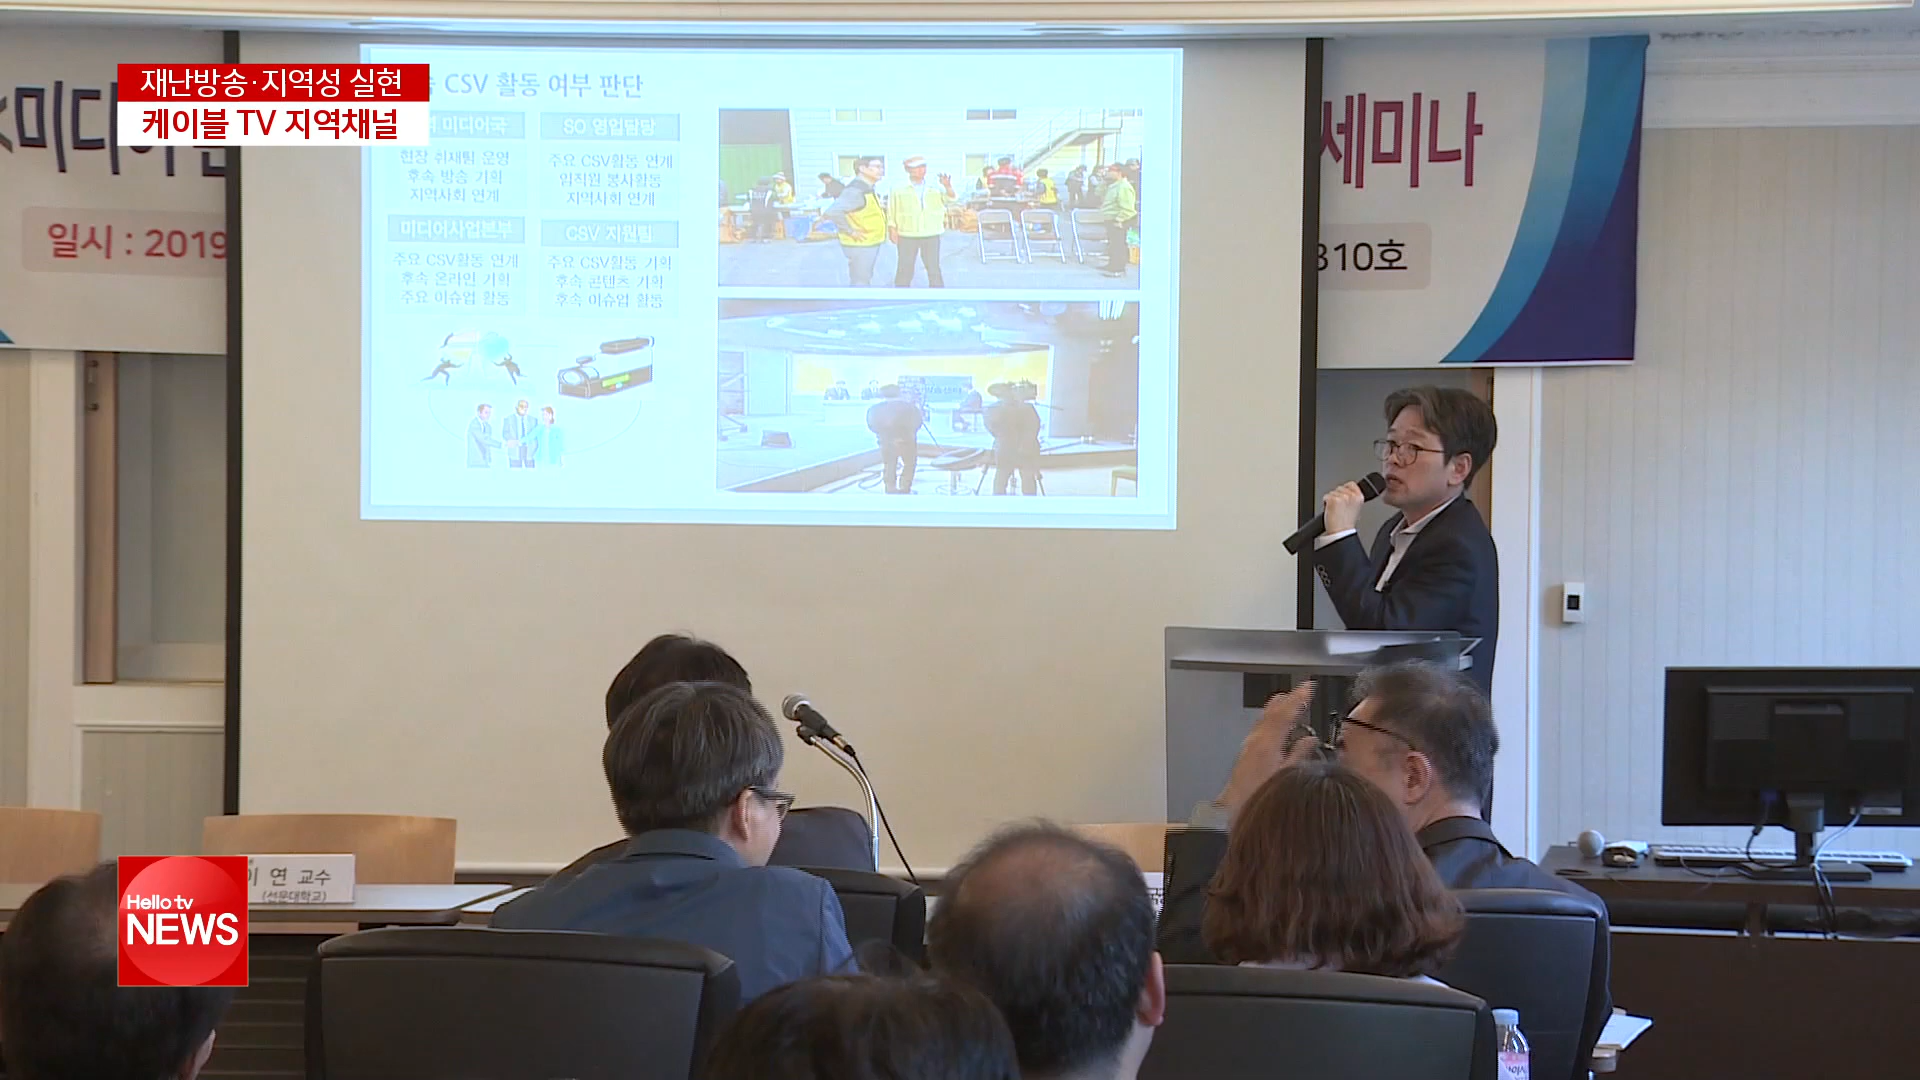 재난방송·지역성 실현
케이블 TV 지역채널
미디어
세미나
일시 : 2019
310호
CSV 활동 여부 판단
미디어국
현장 취재팀 운영
후속 방송 기획
지역사회 연계
SO 영업담당
주요 CSV활동 연계
임직원 봉사활동
지역사회 연계
미디어사업본부
주요 CSV활동 연계
후속 온라인 기획
주요 이슈업 활동
CSV 지원팀
주요 CSV활동 기획
후속 콘텐츠 기획
후속 이슈업 활동
이 연 교수
(선문대학교)
Hello tv
NEWS